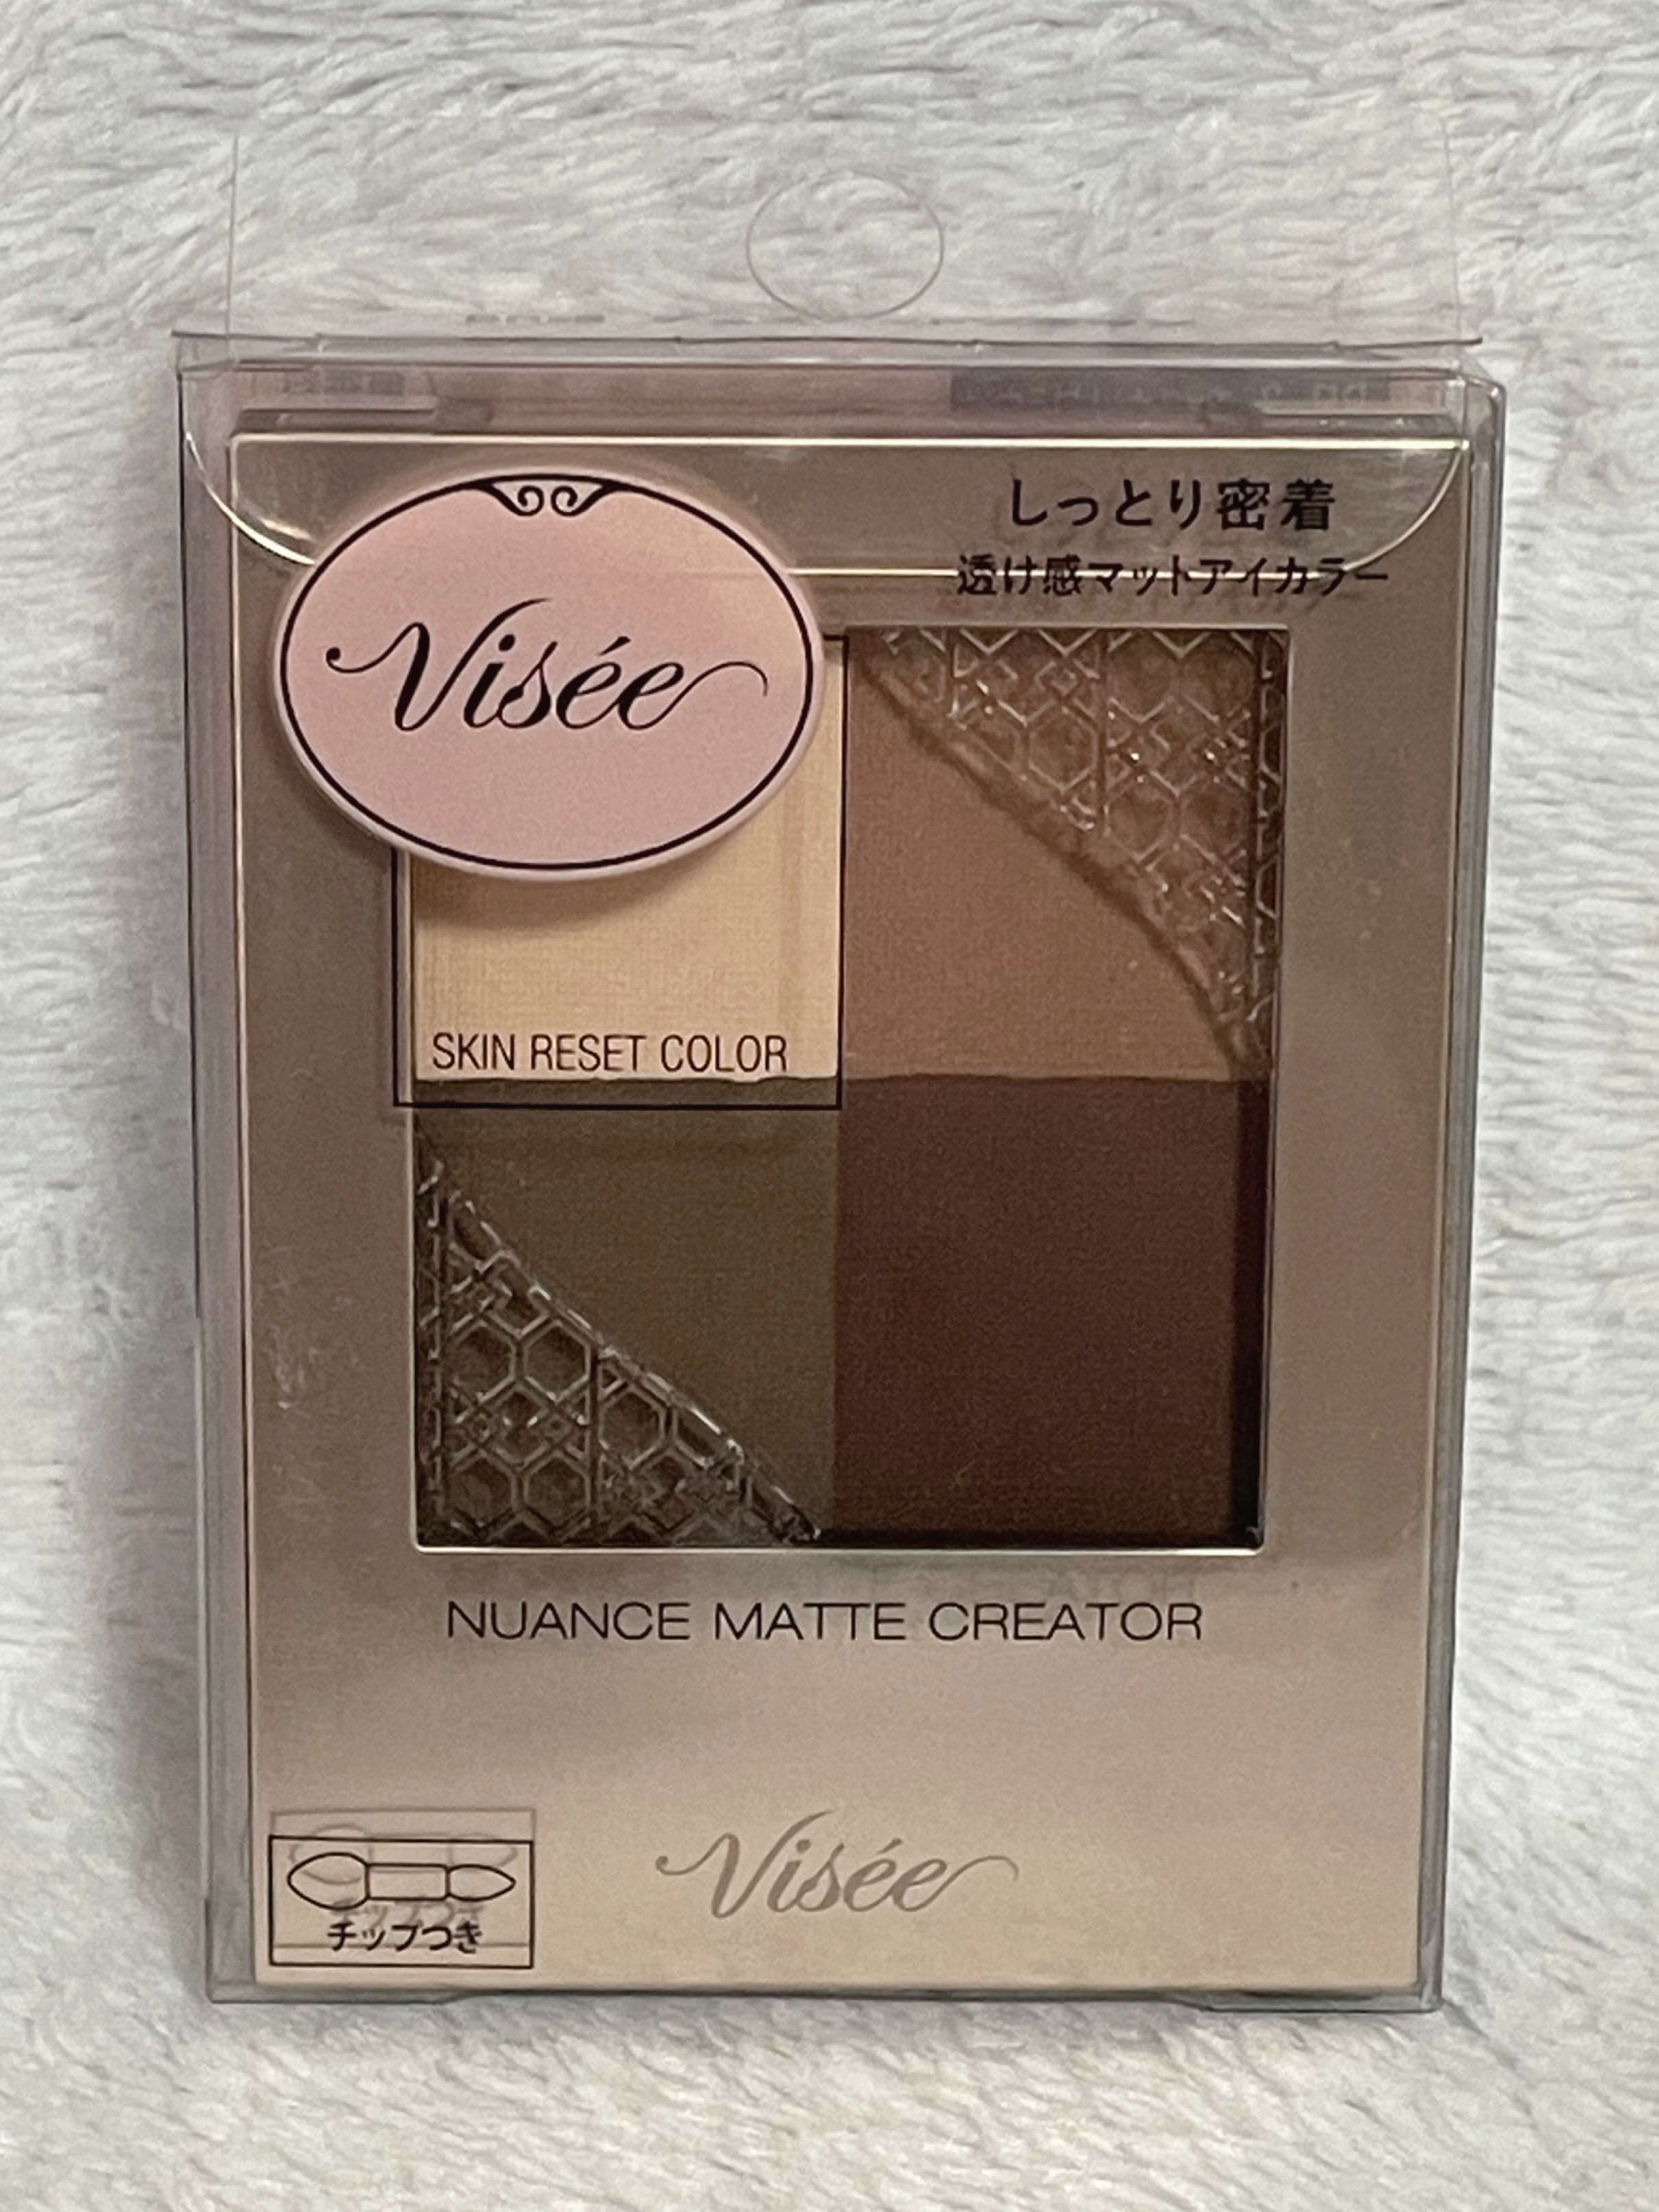 Visée
しっとり密着
透け感マットアイカラー
SKIN RESET COLOR
NUANCE MATTE CREATOR
Visée
チップつき